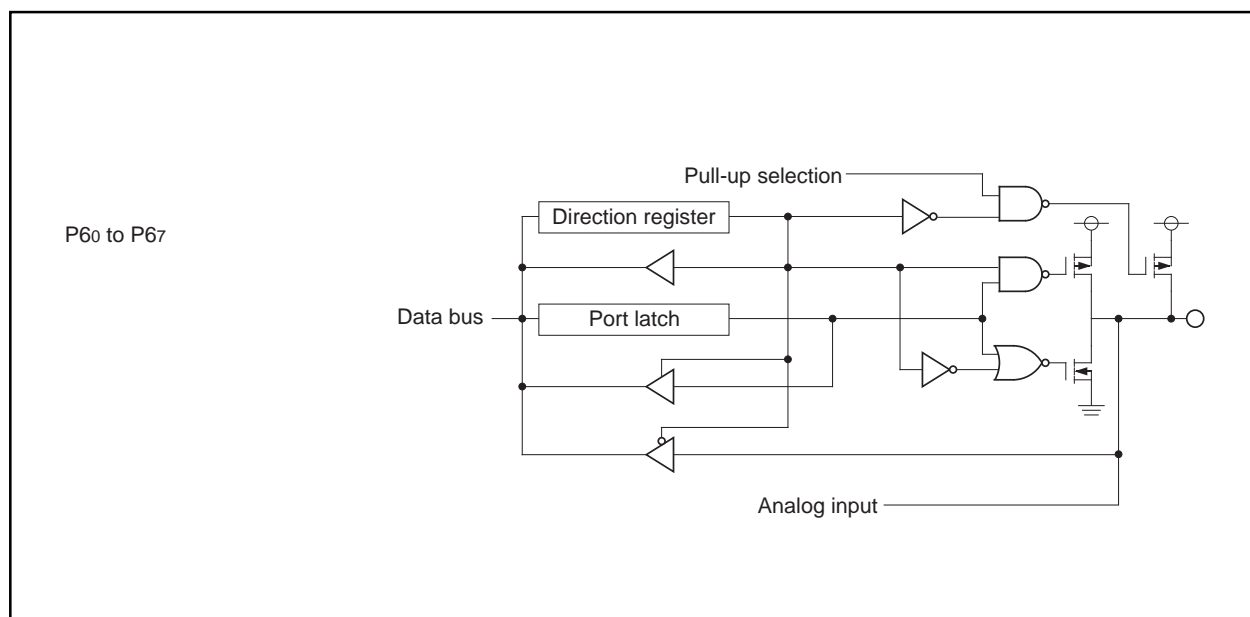 Pull-up selection
Direction register
P60 to P67
Data bus
Port latch
Analog input